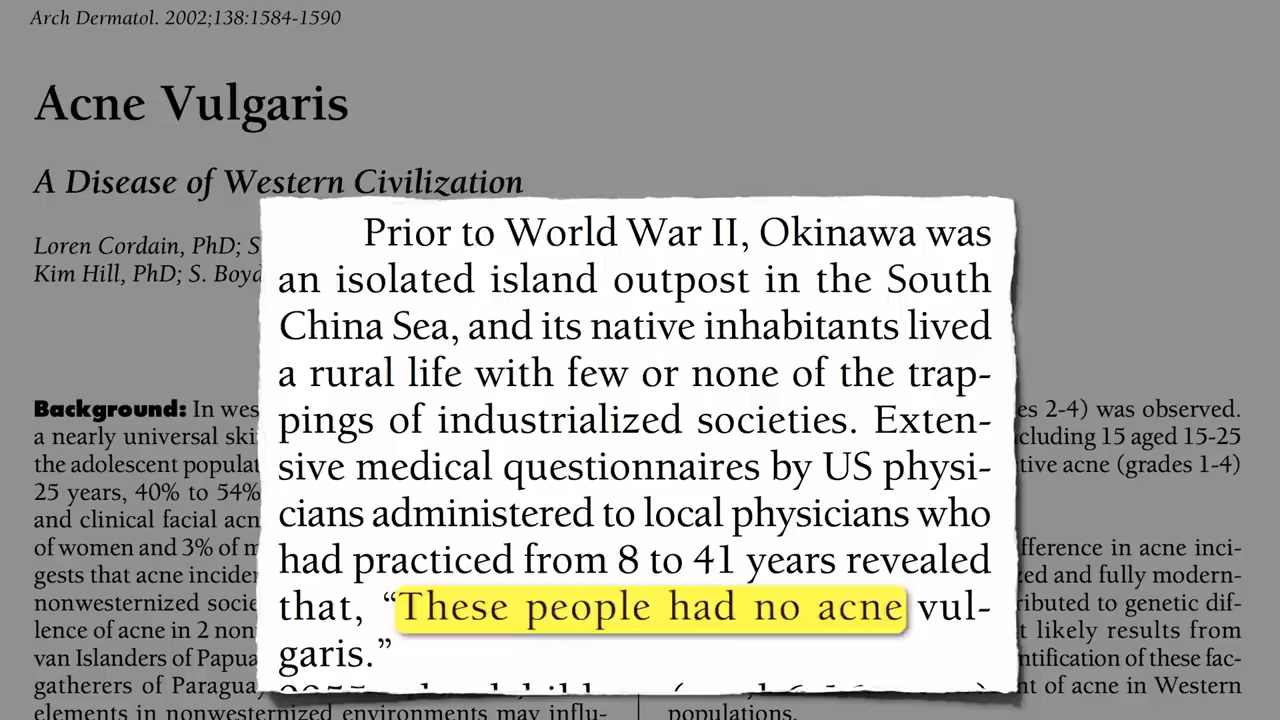 Arch Dermatol. 2002;138:1584-1590
Acne Vulgaris
A Disease of Western Civilization
Loren Cordain, PhD; S
Kim Hill, PhD; S. Boyd
Prior to World War II, Okinawa was
an isolated island outpost in the South
China Sea, and its native inhabitants lived
a rural life with few or none of the trap-
pings of industrialized societies. Exten-
sive medical questionnaires by US physi-
cians administered to local physicians who
had practiced from 8 to 41 years revealed
that, “These people had no acne vul-
garis.”
Background: In wes
a nearly universal ski
the adolescent populat
25 years, 40% to 54%
and clinical facial acn
of women and 3% of m
gests that acne inciden
nonwesternized socie
lence of acne in 2 non
van Islanders of Papua
gatherers of Paraguay
elements in nonwesternized environments may influ-
es 2-4) was observed.
cluding 15 aged 15-25
tive acne (grades 1-4)
fference in acne inci-
zed and fully modern-
ributed to genetic dif-
t likely results from
ntification of these fac-
nt of acne in Western
populations.